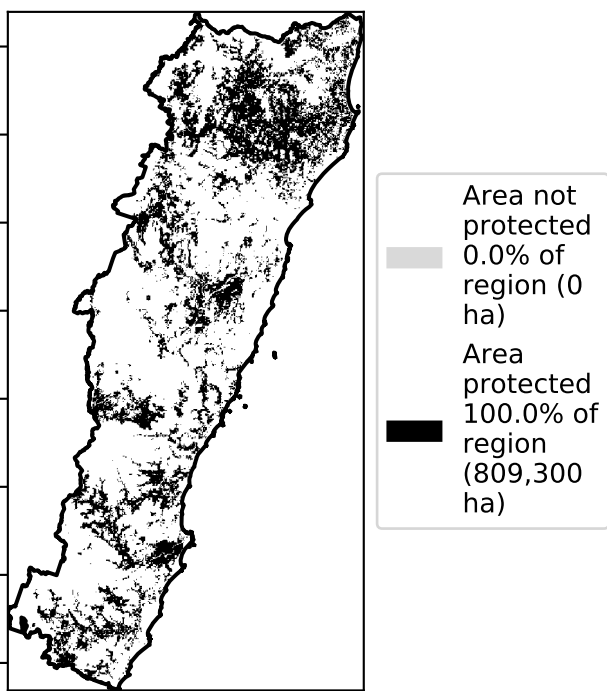 Area not
protected
0.0% of
region (0
ha)
Area
protected
100.0% of
region
(809,300
ha)